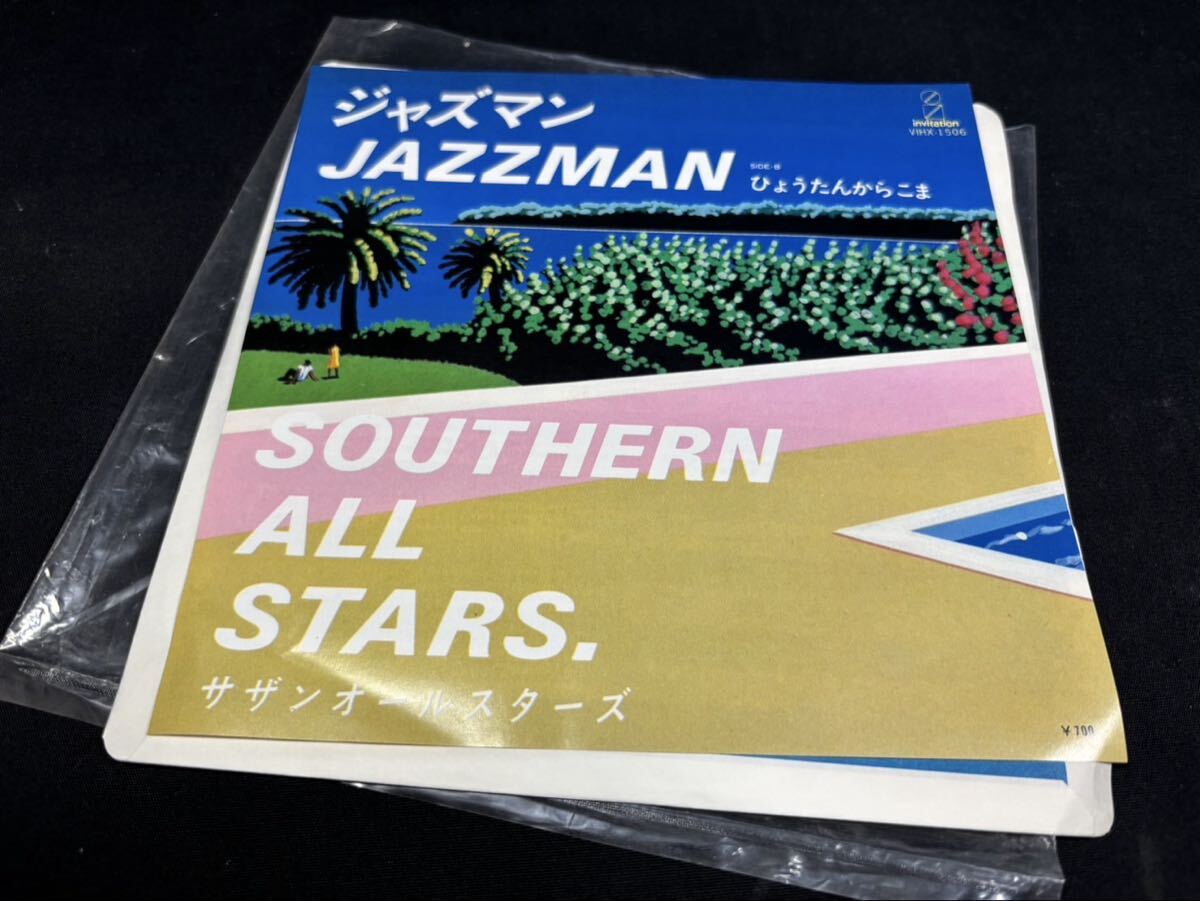 ジャズマン
JAZZMAN
SIDE・B
ひょうたんからこま
invitation
VIHX-1506
SOUTHERN
ALL
STARS.
サザンオールスターズ
¥700